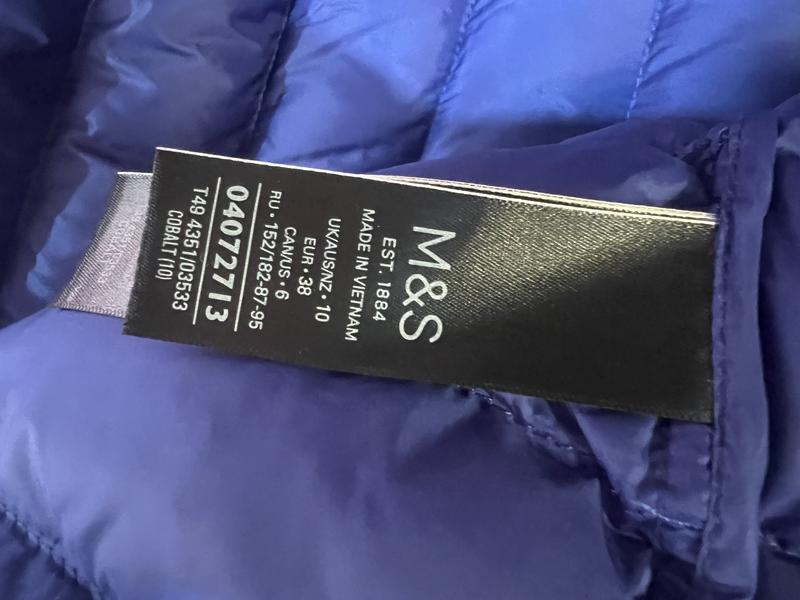 M&S
EST. 1884
MADE IN VIETNAM
UK/AUS/NZ • 10
EUR • 38
CAN/US • 6
RU • 152/182-87-95
04072713
T49 4351/03533
COBALT (10)